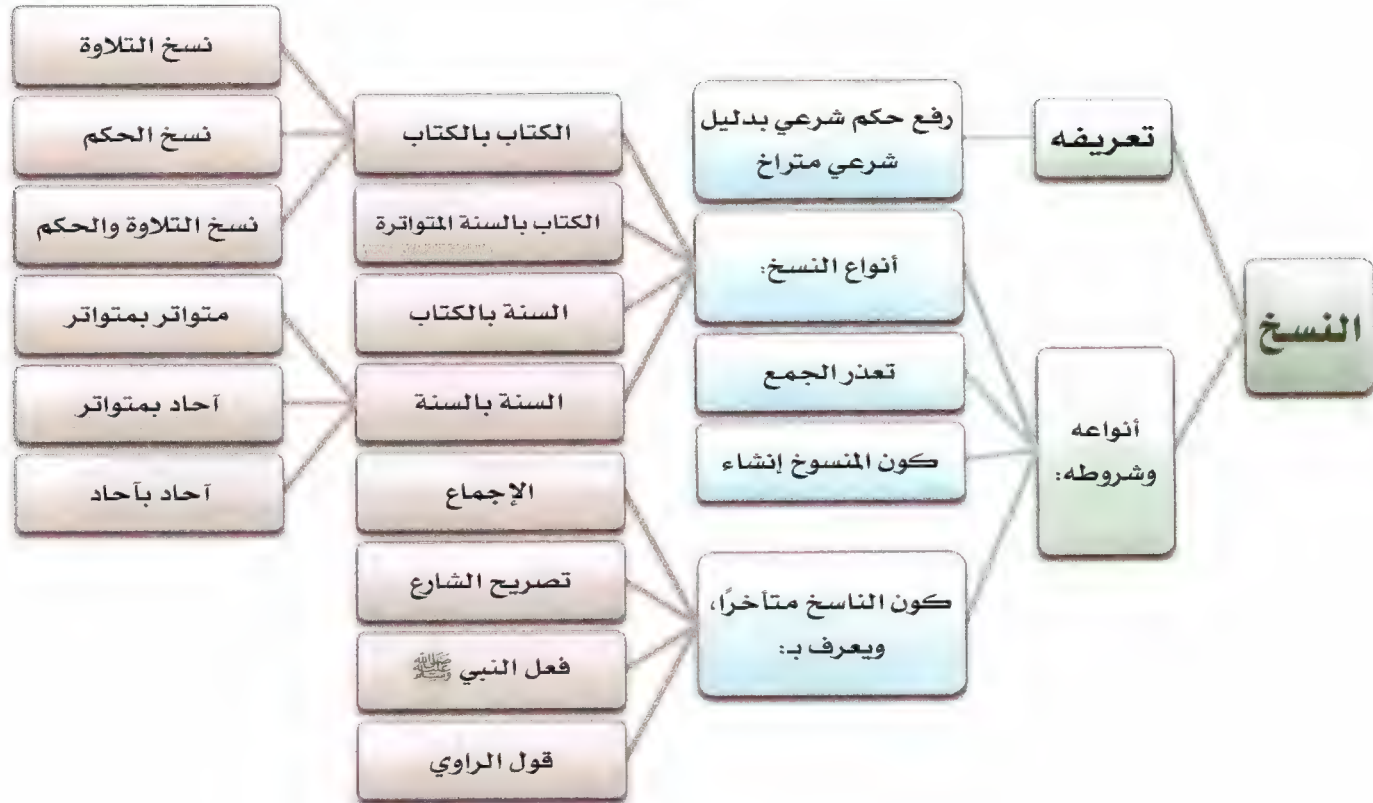 النسخ
تعريفه
رفع حكم شرعي بدليل
شرعي متراخ
أنواعه
وشروطه:
أنواع النسخ:
الكتاب بالكتاب
نسخ التلاوة
نسخ الحكم
نسخ التلاوة والحكم
الكتاب بالسنة المتواترة
السنة بالكتاب
السنة بالسنة
متواتر بمتواتر
آحاد بمتواتر
آحاد بآحاد
تعذر الجمع
كون المنسوخ إنشاء
كون الناسخ متأخرًا،
ويعرف بـ:
الإجماع
تصريح الشارع
فعل النبي ﷺ
قول الراوي